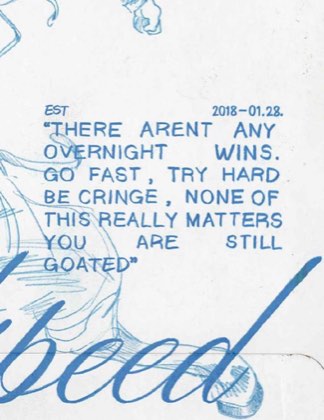 EST 2018-01.28.
"THERE ARENT ANY
OVERNIGHT WINS.
GO FAST, TRY HARD
BE CRINGE, NONE OF
THIS REALLY MATTERS
YOU ARE STILL
GOATED"